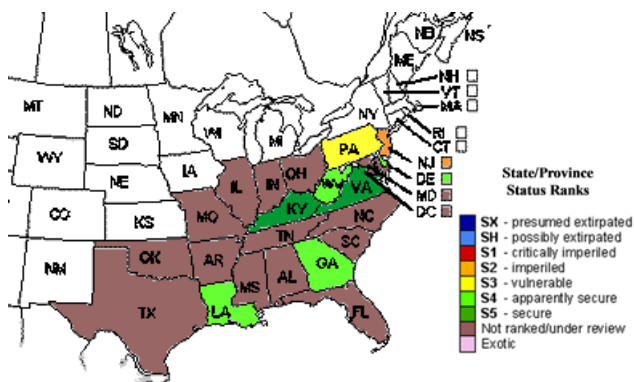 NB
NS
ME
NH
VT
MA
MT
ND
MN
NY
WI
MI
RI
CT
SD
WY
PA
NJ
IA
NE
OH
DE
IL
IN
WV
MD
VA
DC
CO
KS
MO
KY
NC
TN
OK
AR
SC
NM
MS
AL
GA
TX
LA
FL
State/Province
Status Ranks
SX - presumed extirpated
SH - possibly extirpated
S1 - critically imperiled
S2 - imperiled
S3 - vulnerable
S4 - apparently secure
S5 - secure
Not ranked/under review
Exotic